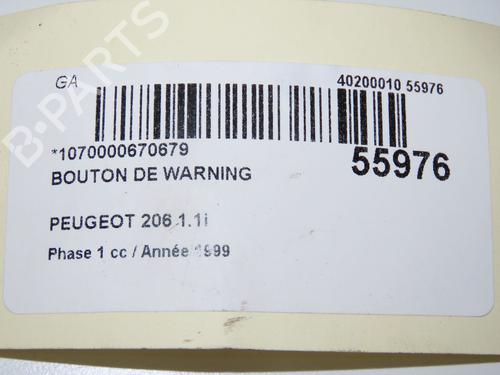 B-PARTS
GA
40200010 55976
*1070000670679
55976
BOUTON DE WARNING
PEUGEOT 206 1.1i
Phase 1 cc / Année 1999